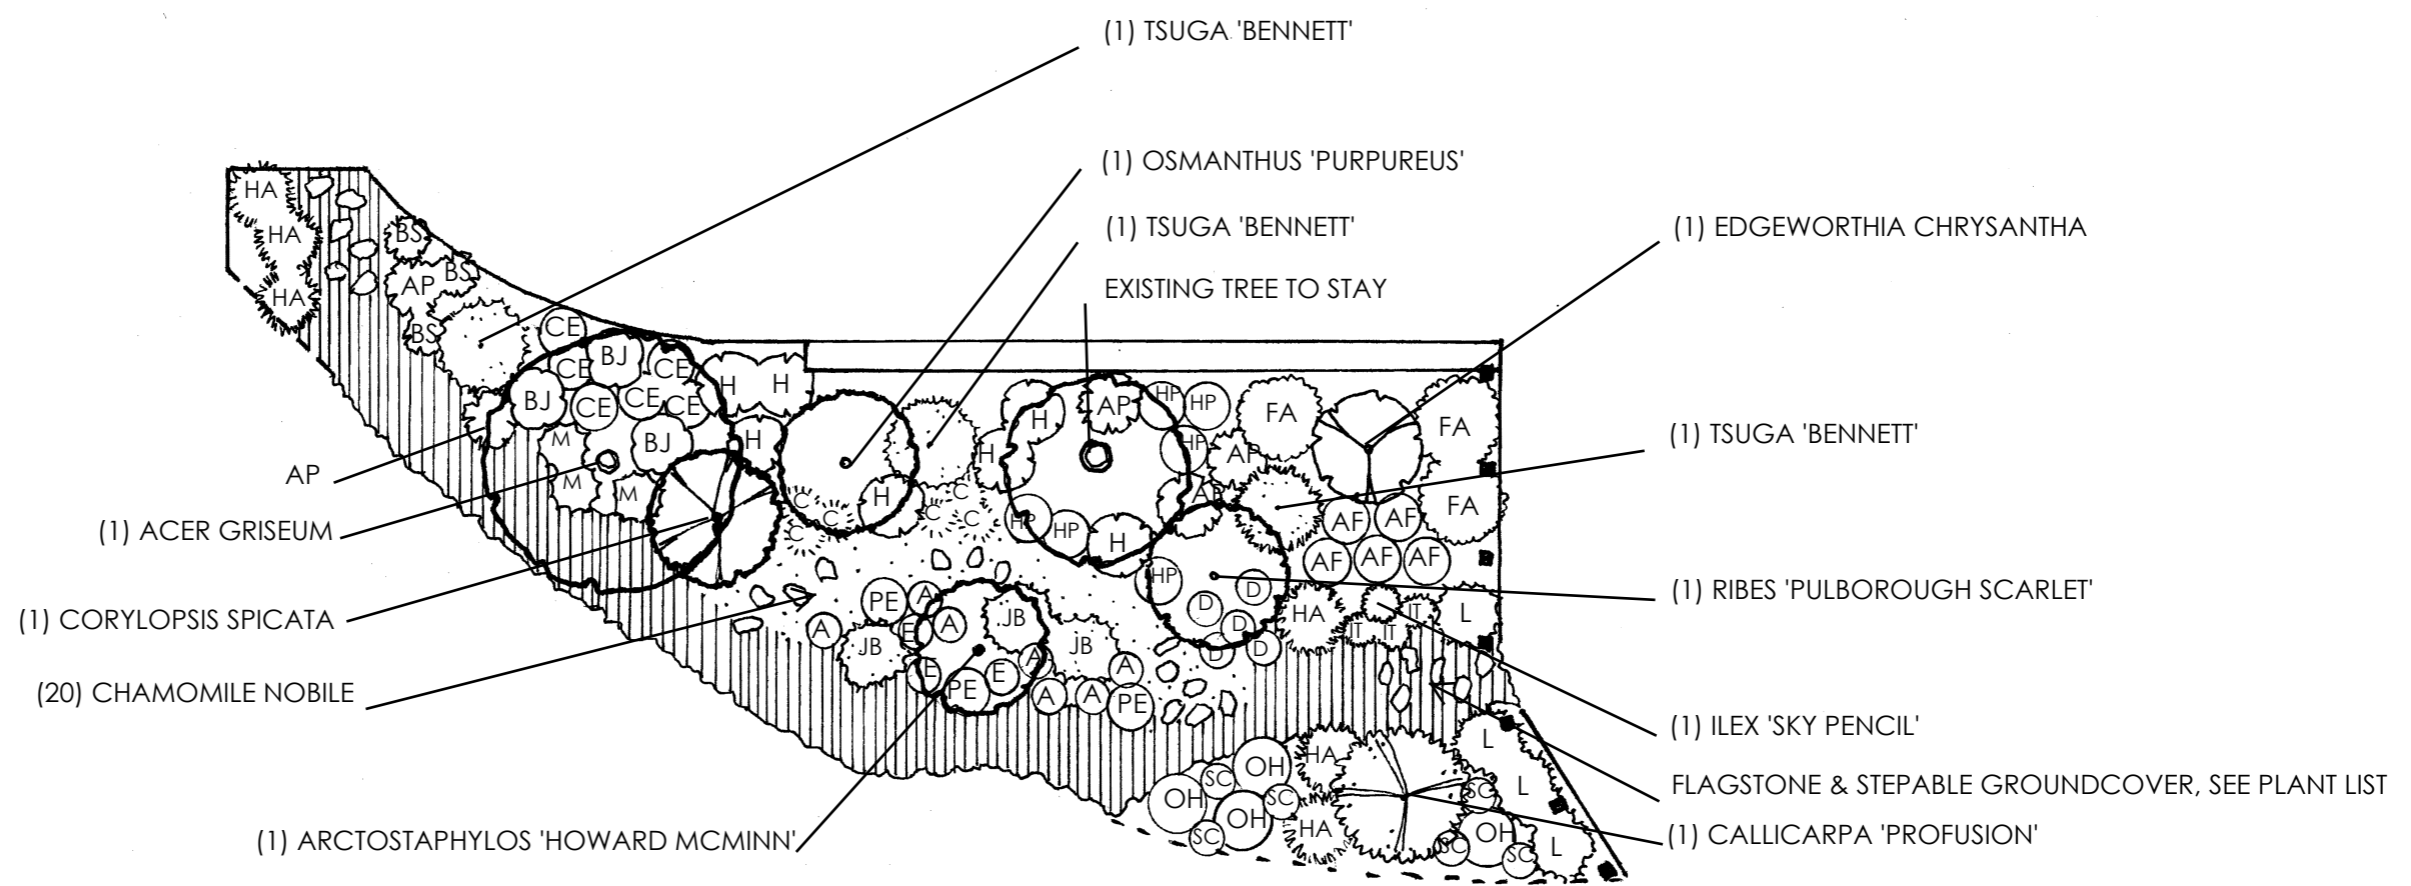 (1) TSUGA 'BENNETT'
(1) OSMANTHUS 'PURPUREUS'
(1) TSUGA 'BENNETT'
(1) EDGEWORTHIA CHRYSANTHA
EXISTING TREE TO STAY
(1) TSUGA 'BENNETT'
(1) RIBES 'PULBOROUGH SCARLET'
(1) ILEX 'SKY PENCIL'
FLAGSTONE & STEPABLE GROUNDCOVER, SEE PLANT LIST
(1) CALLICARPA 'PROFUSION'
AP
(1) ACER GRISEUM
(1) CORYLOPSIS SPICATA
(20) CHAMOMILE NOBILE
(1) ARCTOSTAPHYLOS 'HOWARD MCMINN'
HA
HA
HA
BS
BS
AP
BS
CE
CE
BJ
CE
BJ
CE
CE
CE
BJ
M
M
M
H
H
H
H
C
C
C
C
C
C
H
H
AP
HP
HP
HP
AP
AP
HP
HP
H
HP
FA
FA
FA
AF
AF
AF
AF
AF
PE
A
A
E
A
JB
JB
JB
E
PE
E
A
A
A
A
PE
D
D
D
D
D
HA
IT
IT
IT
L
HA
OH
SC
OH
SC
OH
SC
HA
SC
OH
SC
SC
L
L
L